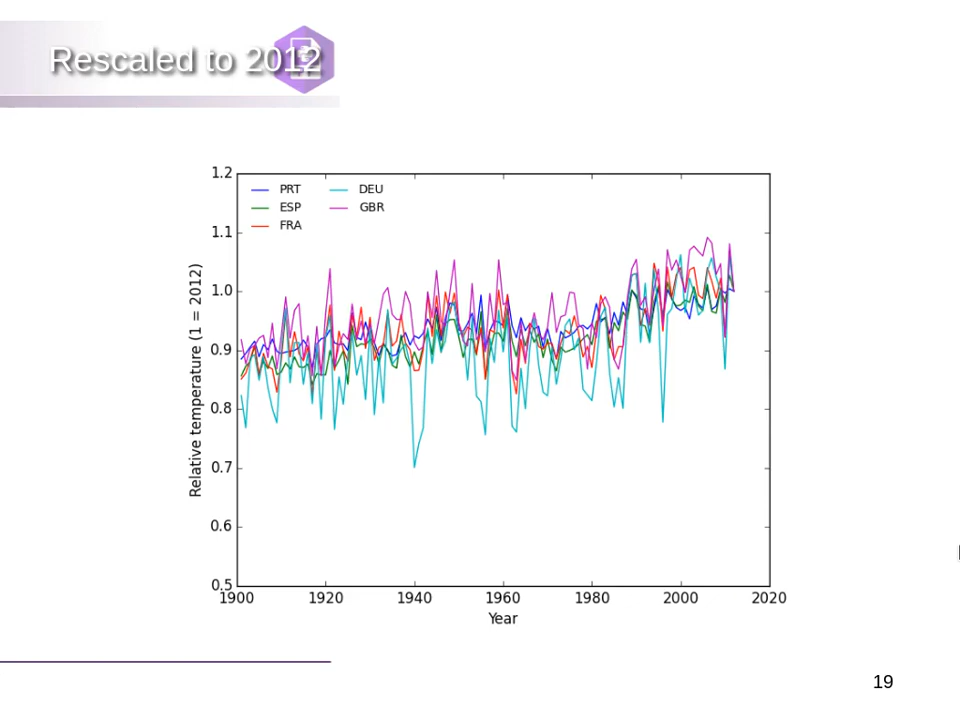 Rescaled to 2012
1.2
1.1
1.0
0.9
0.8
0.7
0.6
0.5
PRT
ESP
FRA
DEU
GBR
Relative temperature (1 = 2012)
1900 1920 1940 1960 1980 2000 2020
Year
19